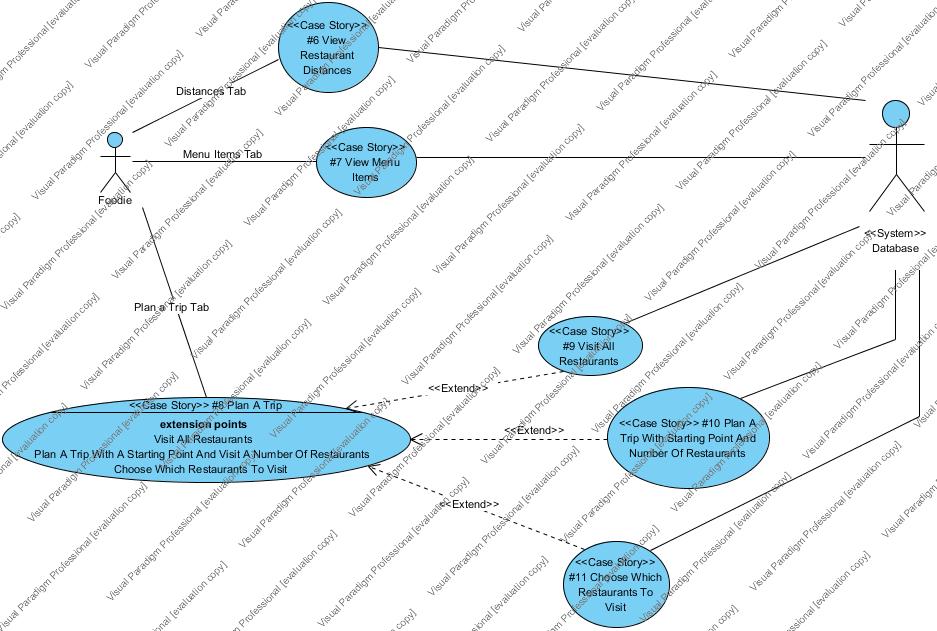 <<Case Story>>
#6 View
Restaurant
Distances
Distances Tab
Menu Items Tab
<<Case Story>>
#7 View Menu
Items
Foodie
<<System>>
Database
Plan a Trip Tab
<<Case Story>>
#9 Visit All
Restaurants
<<Extend>>
<<Case Story>> #8 Plan A Trip
extension points
Visit All Restaurants
Plan A Trip With A Starting Point And Visit A Number Of Restaurants
Choose Which Restaurants To Visit
<<Extend>>
<<Case Story>> #10 Plan A
Trip With Starting Point And
Number Of Restaurants
<<Extend>>
<<Case Story>>
#11 Choose Which
Restaurants To
Visit
Visual Paradigm Professional [evaluation copy]